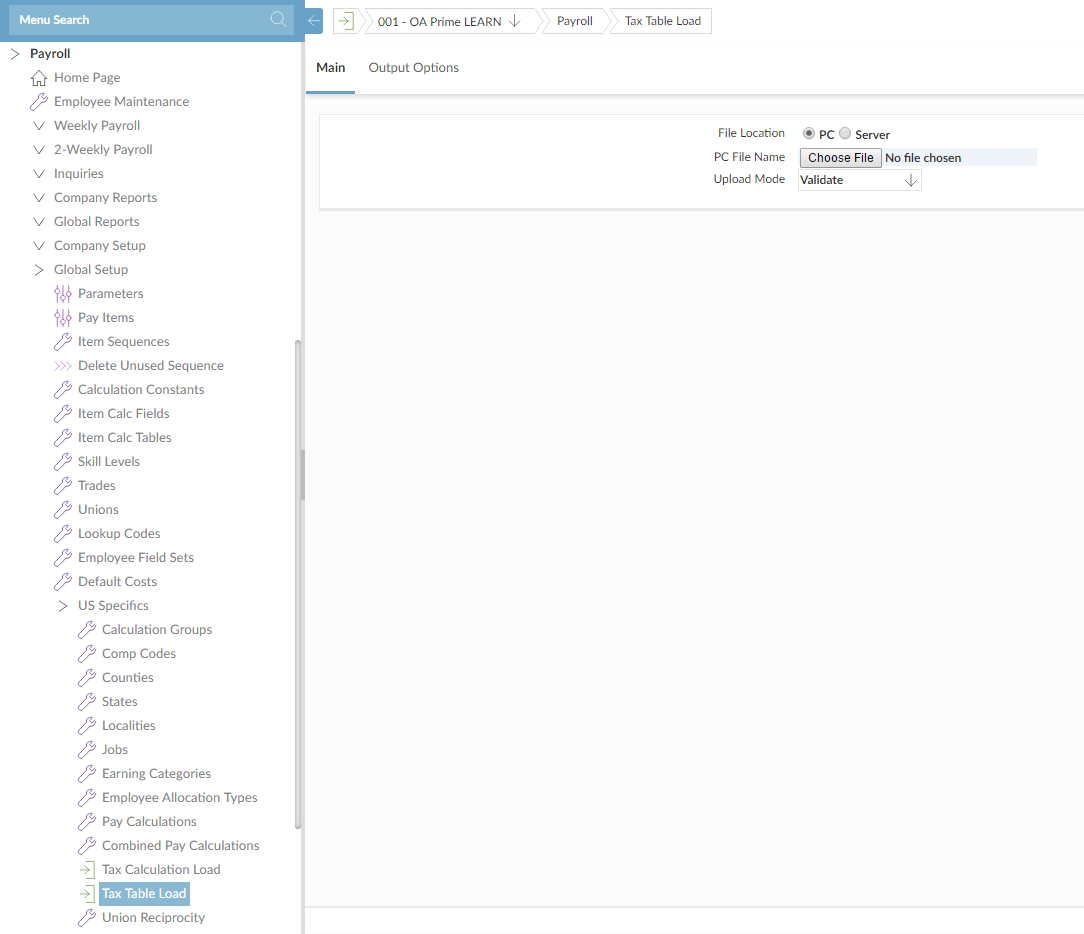 Menu Search
001 - OA Prime LEARN
Payroll
Tax Table Load
Payroll
Home Page
Employee Maintenance
Weekly Payroll
2-Weekly Payroll
Inquiries
Company Reports
Global Reports
Company Setup
Global Setup
Parameters
Pay Items
Item Sequences
Delete Unused Sequence
Calculation Constants
Item Calc Fields
Item Calc Tables
Skill Levels
Trades
Unions
Lookup Codes
Employee Field Sets
Default Costs
US Specifics
Calculation Groups
Comp Codes
Counties
States
Localities
Jobs
Earning Categories
Employee Allocation Types
Pay Calculations
Combined Pay Calculations
Tax Calculation Load
Tax Table Load
Union Reciprocity
Main
Output Options
File Location PC Server
PC File Name Choose File No file chosen
Upload Mode Validate